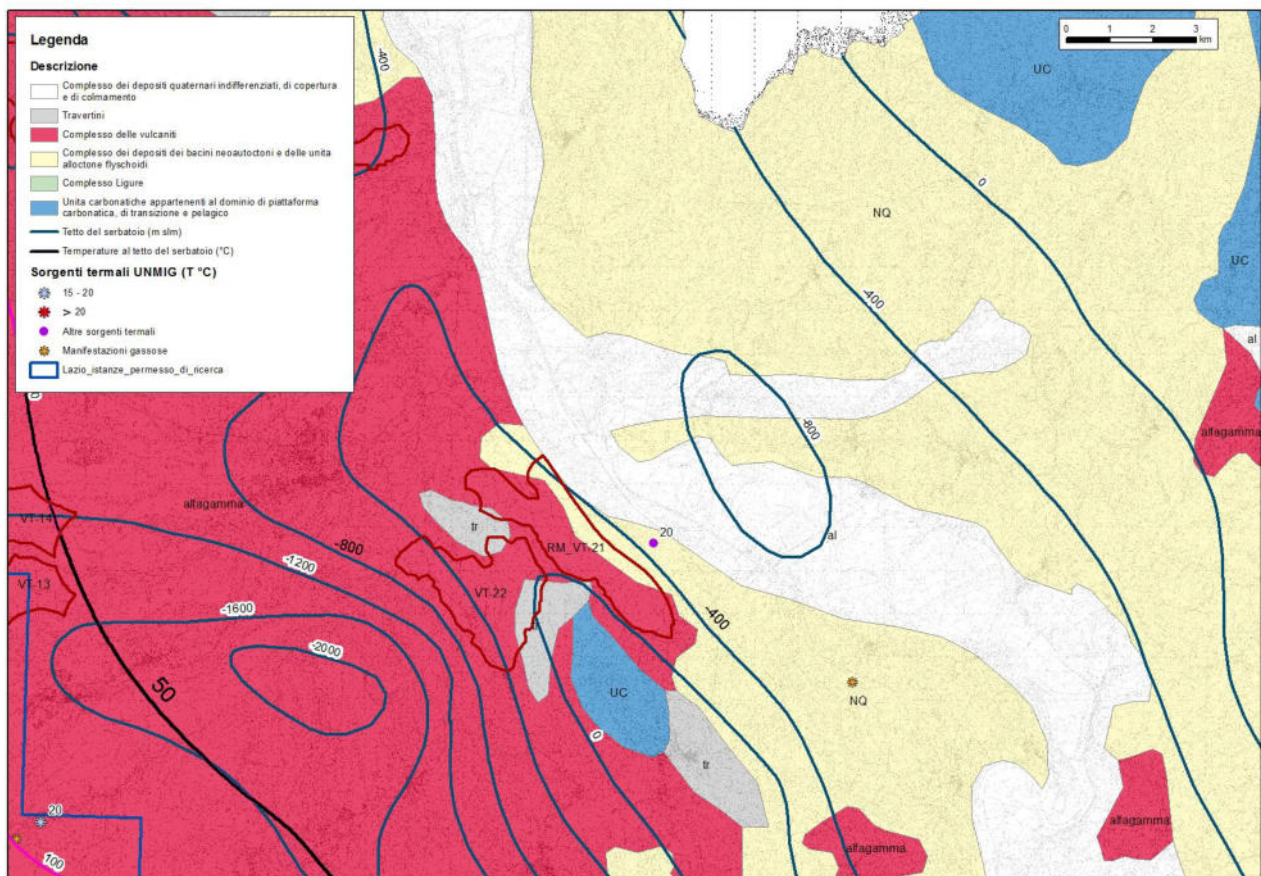 Legenda
Descrizione
Complesso dei depositi quaternari indifferenziati, di copertura
e di colmamento
Travertini
Complesso delle vulcaniti
Complesso dei depositi dei bacini neoautoctoni e delle unita
alloctone flyschoidi
Complesso Ligure
Unita carbonatiche appartenenti al dominio di piattaforma
carbonatica, di transizione e pelagico
Tetto del serbatoio (m slm)
Temperature al tetto del serbatoio (°C)
Sorgenti termali UNMIG (T °C)
15 - 20
> 20
Altre sorgenti termali
Manifestazioni gassose
Lazio_istanze_permesso_di_ricerca
0 1 2 3
km
-400
UC
0
NQ
UC
-400
al
-800
alfagamma
alfagamma
VT-14
tr
20
al
RM_VT-21
-800
-1200
VT-13
VT-22
-1600
-400
-2000
50
UC
NQ
0
tr
20
alfagamma
alfagamma
100